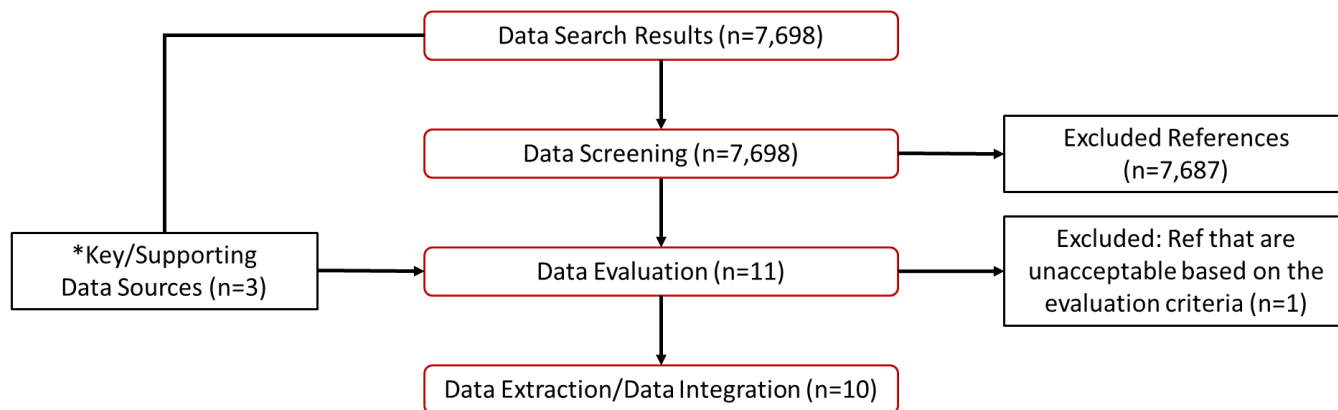 Data Search Results (n=7,698)
Data Screening (n=7,698)
Excluded References
(n=7,687)
*Key/Supporting
Data Sources (n=3)
Data Evaluation (n=11)
Excluded: Ref that are
unacceptable based on the
evaluation criteria (n=1)
Data Extraction/Data Integration (n=10)